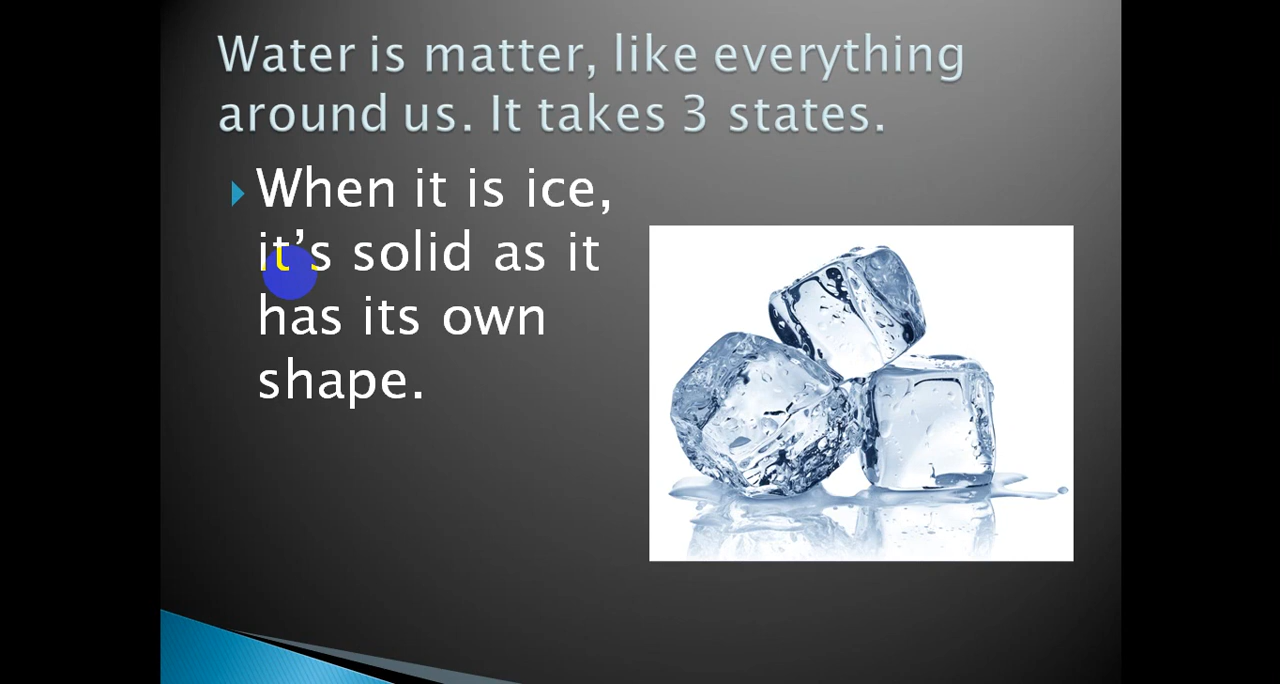 Water is matter, like everything
around us. It takes 3 states.
When it is ice,
it’s solid as it
has its own
shape.